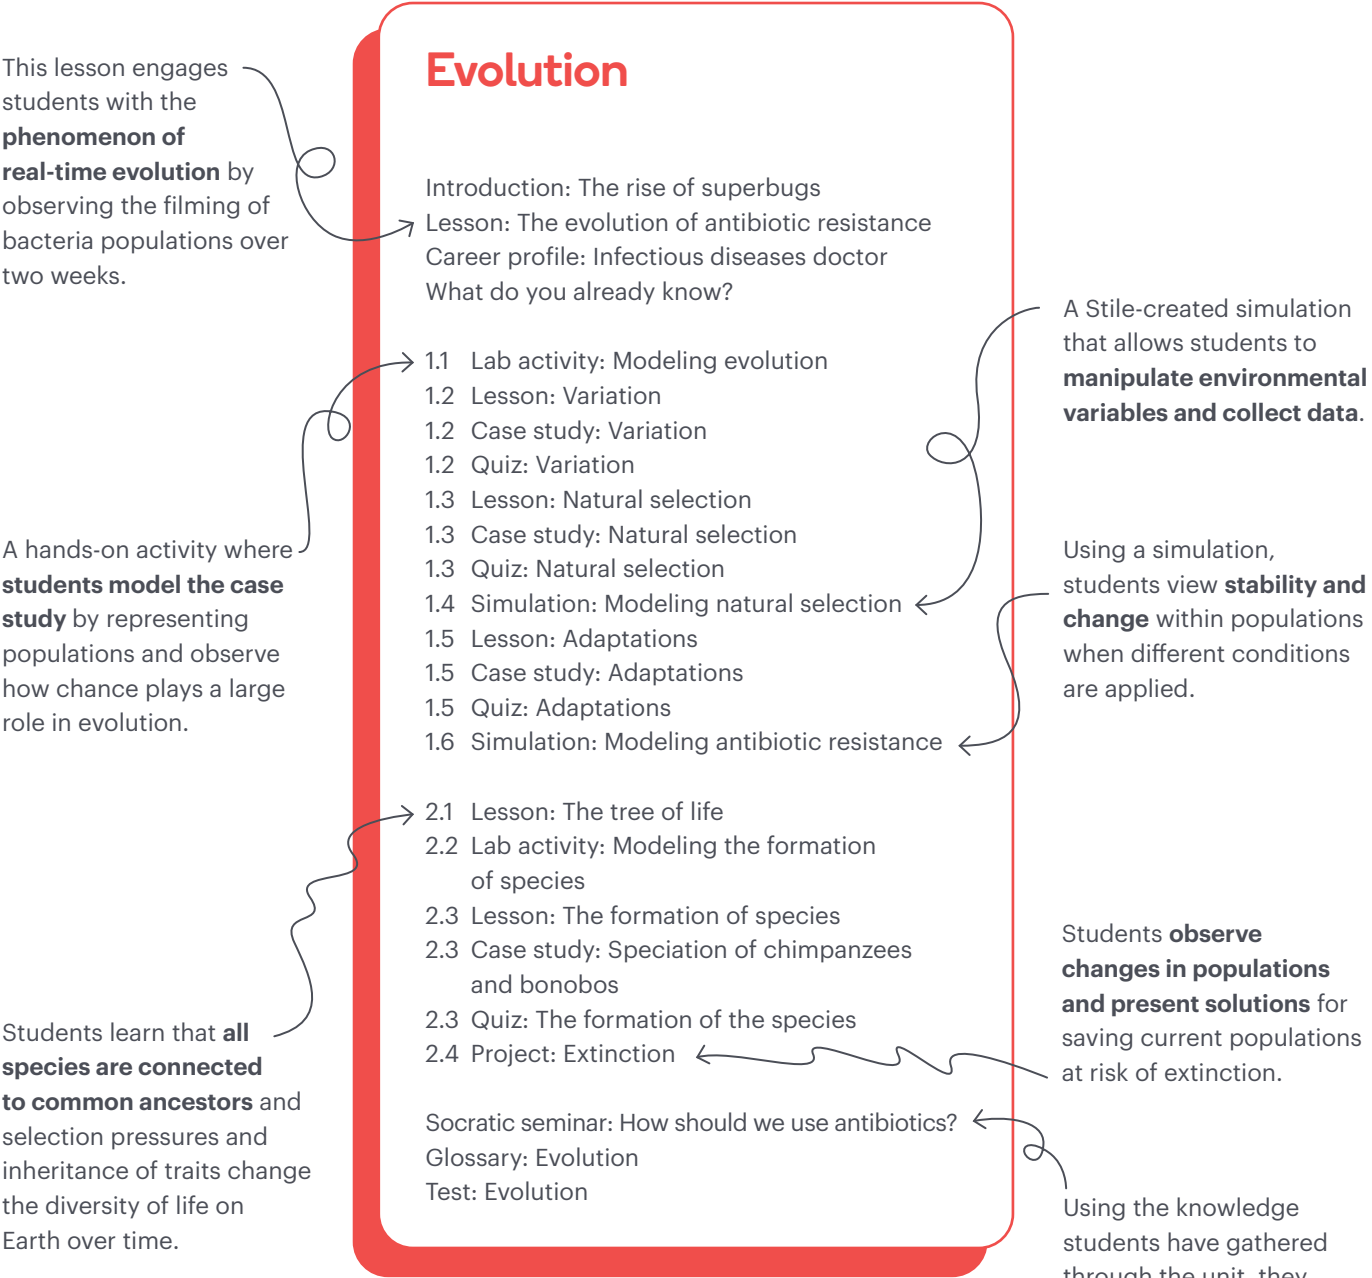 Evolution
This lesson engages
students with the
phenomenon of
real-time evolution by
observing the filming of
bacteria populations over
two weeks.
Introduction: The rise of superbugs
Lesson: The evolution of antibiotic resistance
Career profile: Infectious diseases doctor
What do you already know?
A Stile-created simulation
that allows students to
manipulate environmental
variables and collect data.
1.1 Lab activity: Modeling evolution
1.2 Lesson: Variation
1.2 Case study: Variation
1.2 Quiz: Variation
1.3 Lesson: Natural selection
1.3 Case study: Natural selection
1.3 Quiz: Natural selection
1.4 Simulation: Modeling natural selection
1.5 Lesson: Adaptations
1.5 Case study: Adaptations
1.5 Quiz: Adaptations
1.6 Simulation: Modeling antibiotic resistance
A hands-on activity where
students model the case
study by representing
populations and observe
how chance plays a large
role in evolution.
Using a simulation,
students view stability and
change within populations
when different conditions
are applied.
2.1 Lesson: The tree of life
2.2 Lab activity: Modeling the formation
of species
2.3 Lesson: The formation of species
2.3 Case study: Speciation of chimpanzees
and bonobos
2.3 Quiz: The formation of the species
2.4 Project: Extinction
Students observe
changes in populations
and present solutions for
saving current populations
at risk of extinction.
Students learn that all
species are connected
to common ancestors and
selection pressures and
inheritance of traits change
the diversity of life on
Earth over time.
Socratic seminar: How should we use antibiotics?
Glossary: Evolution
Test: Evolution
Using the knowledge
students have gathered
through the unit, they